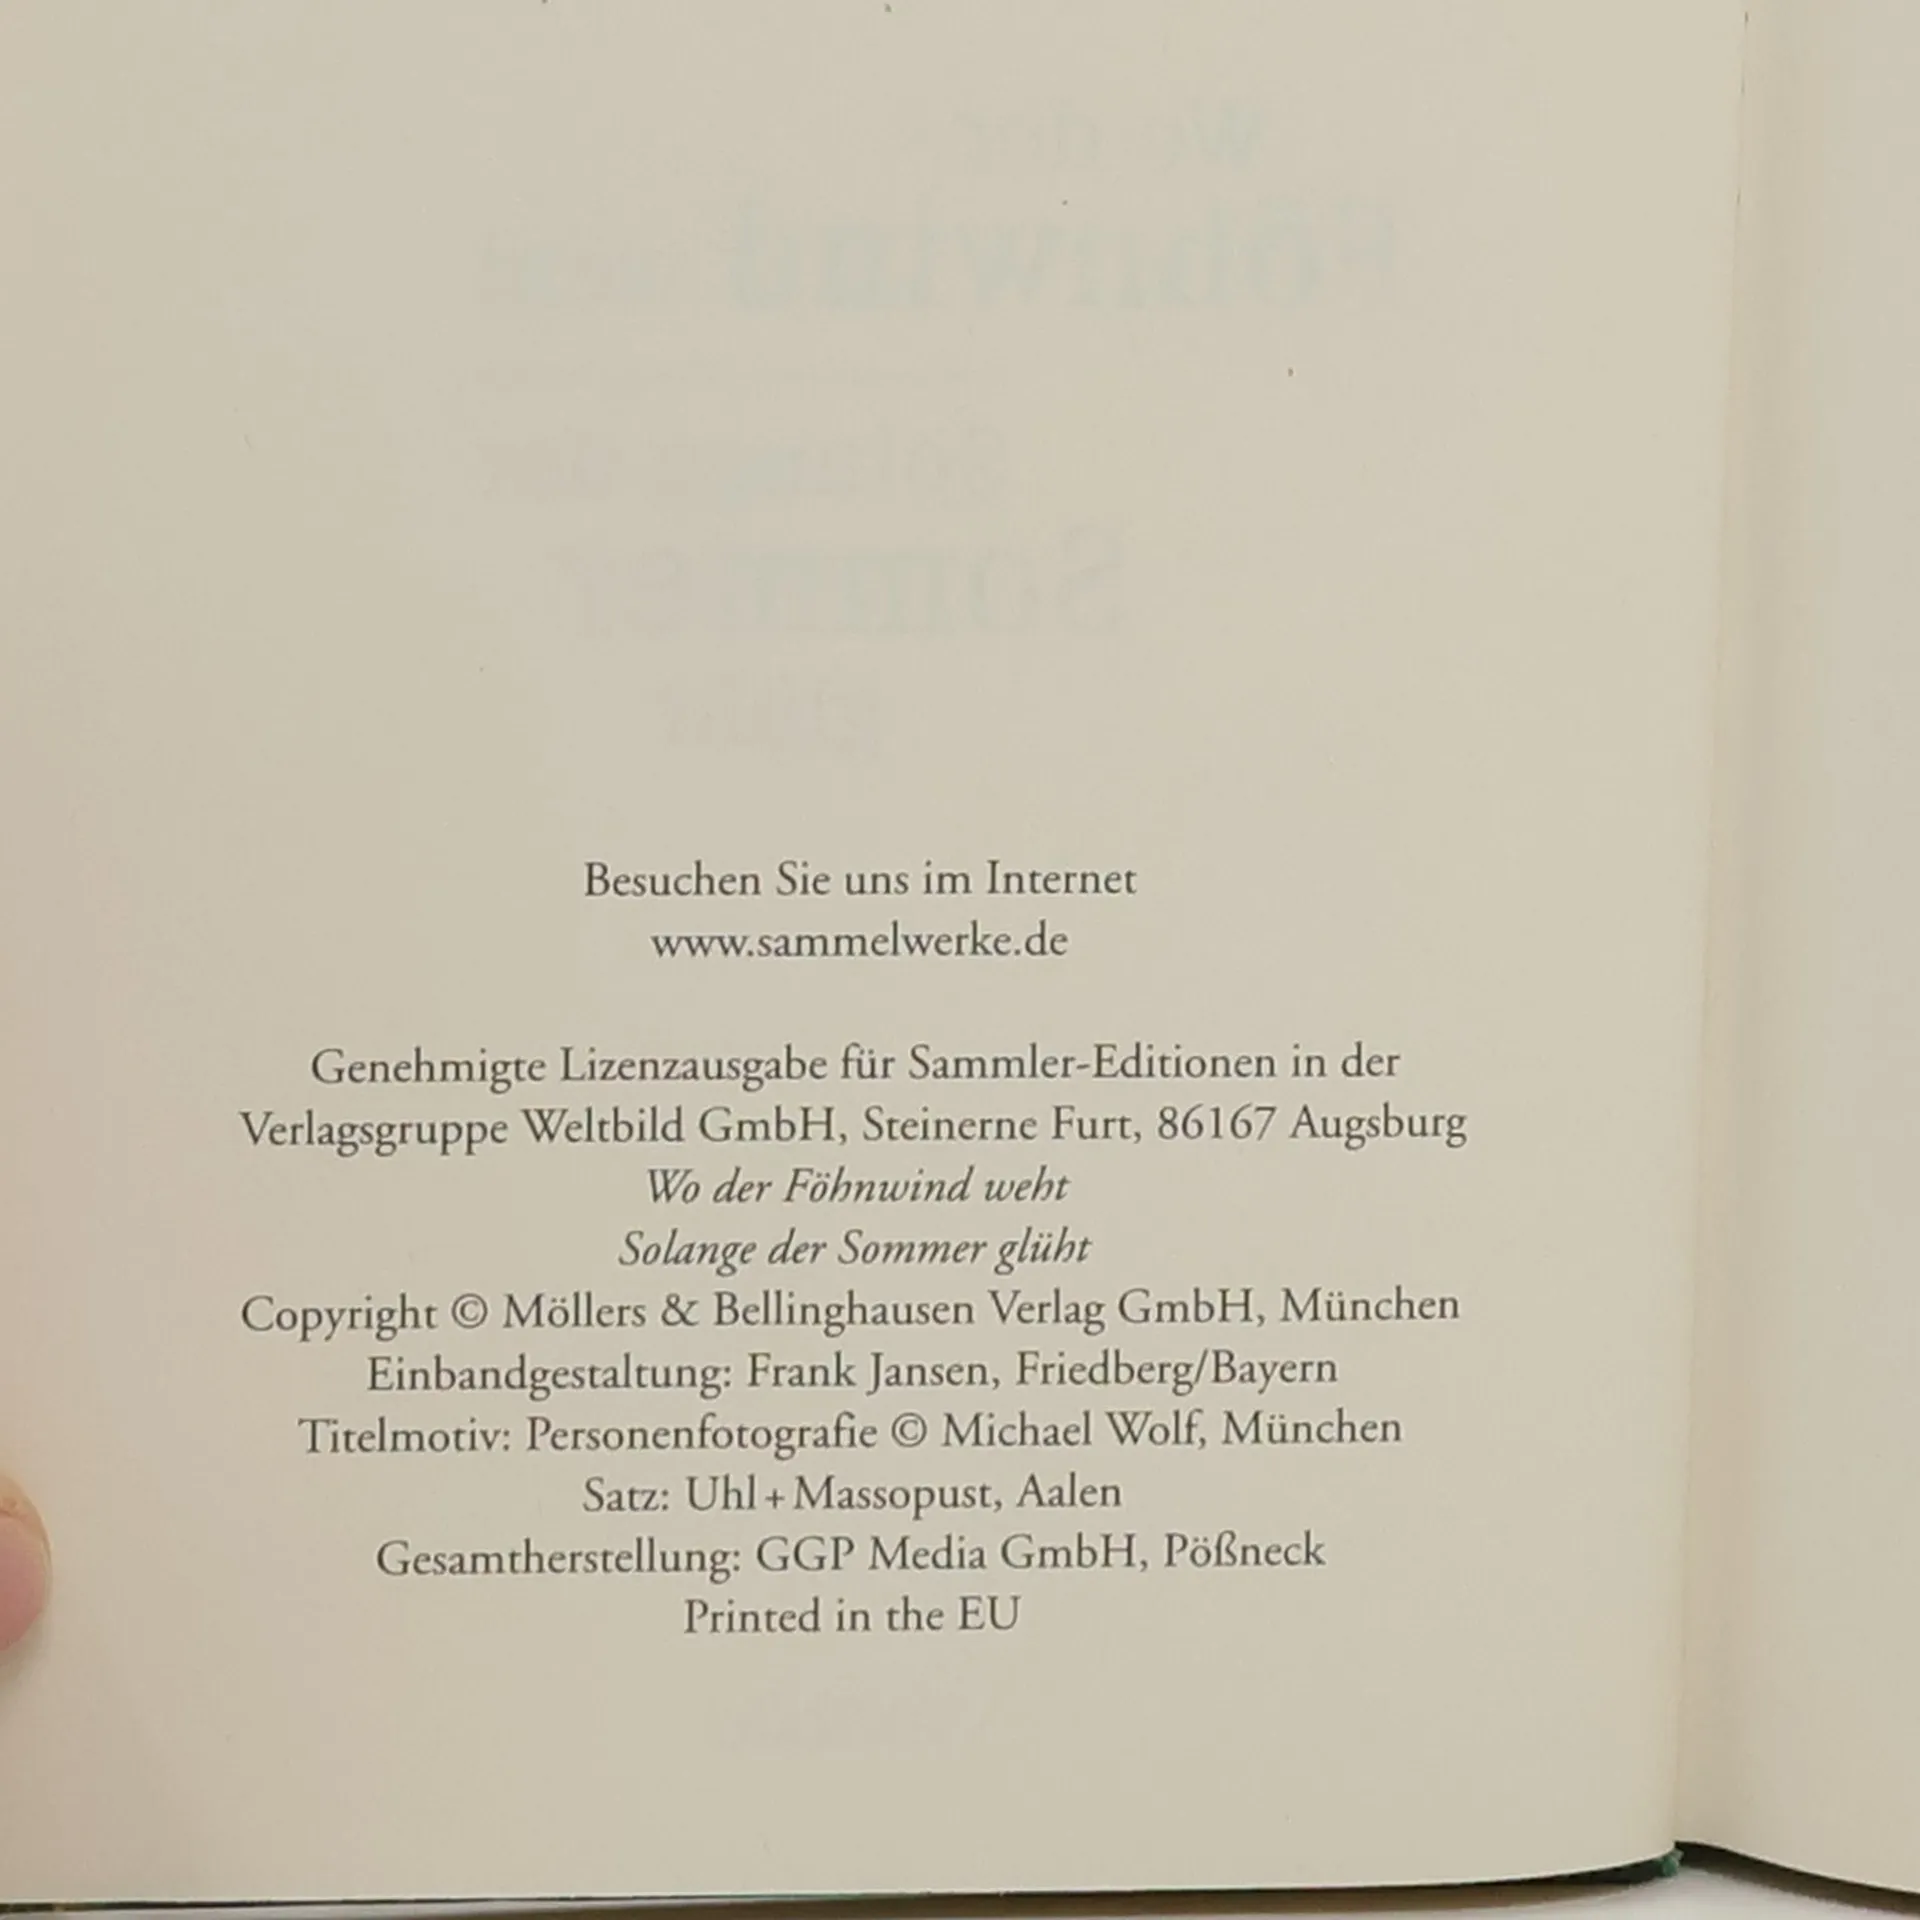 Besuchen Sie uns im Internet
www.sammelwerke.de
Genehmigte Lizenzausgabe für Sammler-Editionen in der
Verlagsgruppe Weltbild GmbH, Steinerne Furt, 86167 Augsburg
Wo der Föhnwind weht
Solange der Sommer glüht
Copyright © Möllers & Bellinghausen Verlag GmbH, München
Einbandgestaltung: Frank Jansen, Friedberg/Bayern
Titelmotiv: Personenfotografie © Michael Wolf, München
Satz: Uhl + Massopust, Aalen
Gesamtherstellung: GGP Media GmbH, Pößneck
Printed in the EU